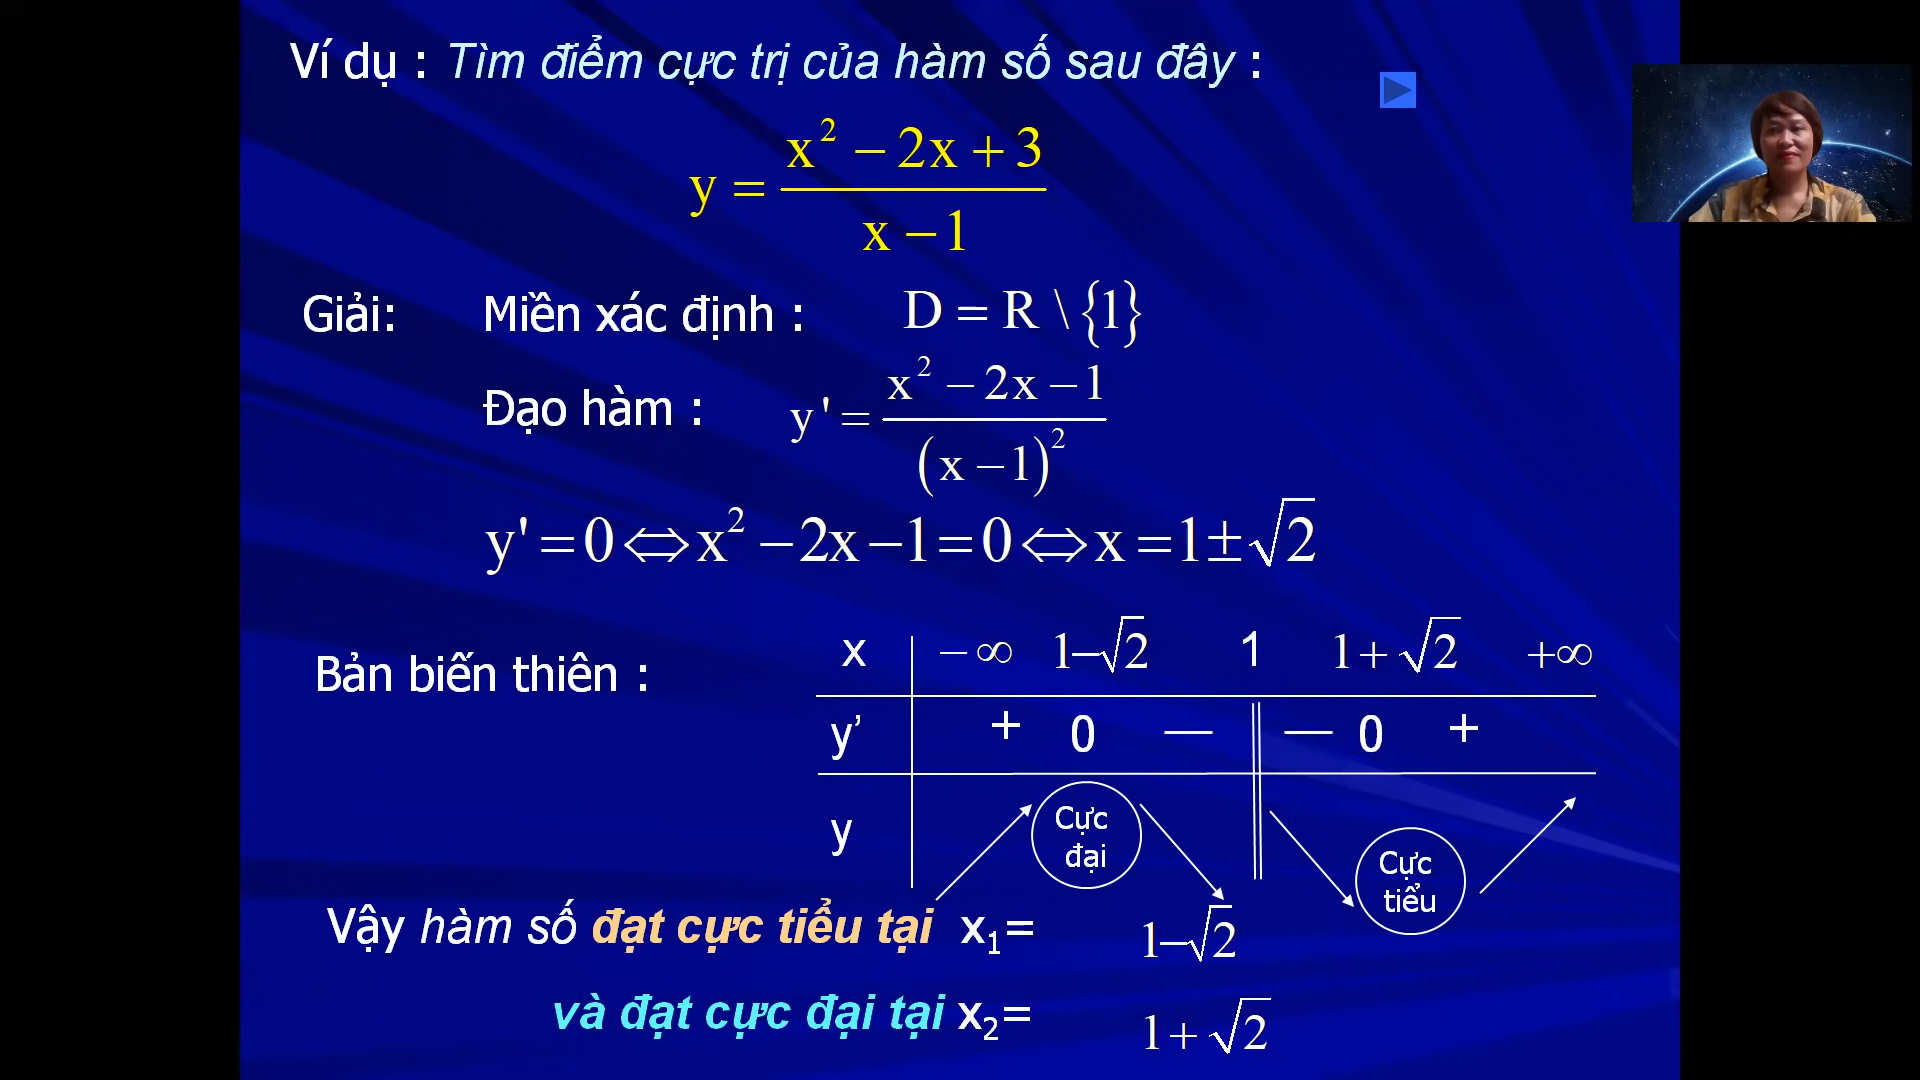 Ví dụ : Tìm điểm cực trị của hàm số sau đây :
y = (x² − 2x + 3) / (x − 1)
Giải: Miền xác định : D = R \ {1}
Đạo hàm : y' = (x² − 2x − 1) / (x − 1)²
y' = 0 ⇔ x² − 2x − 1 = 0 ⇔ x = 1 ± √2
Bản biến thiên :
x −∞ 1−√2 1 1+√2 +∞
y’ + 0 — — 0 +
y
Cực
đại
Cực
tiểu
Vậy hàm số đạt cực tiểu tại x₁= 1−√2
và đạt cực đại tại x₂= 1+√2